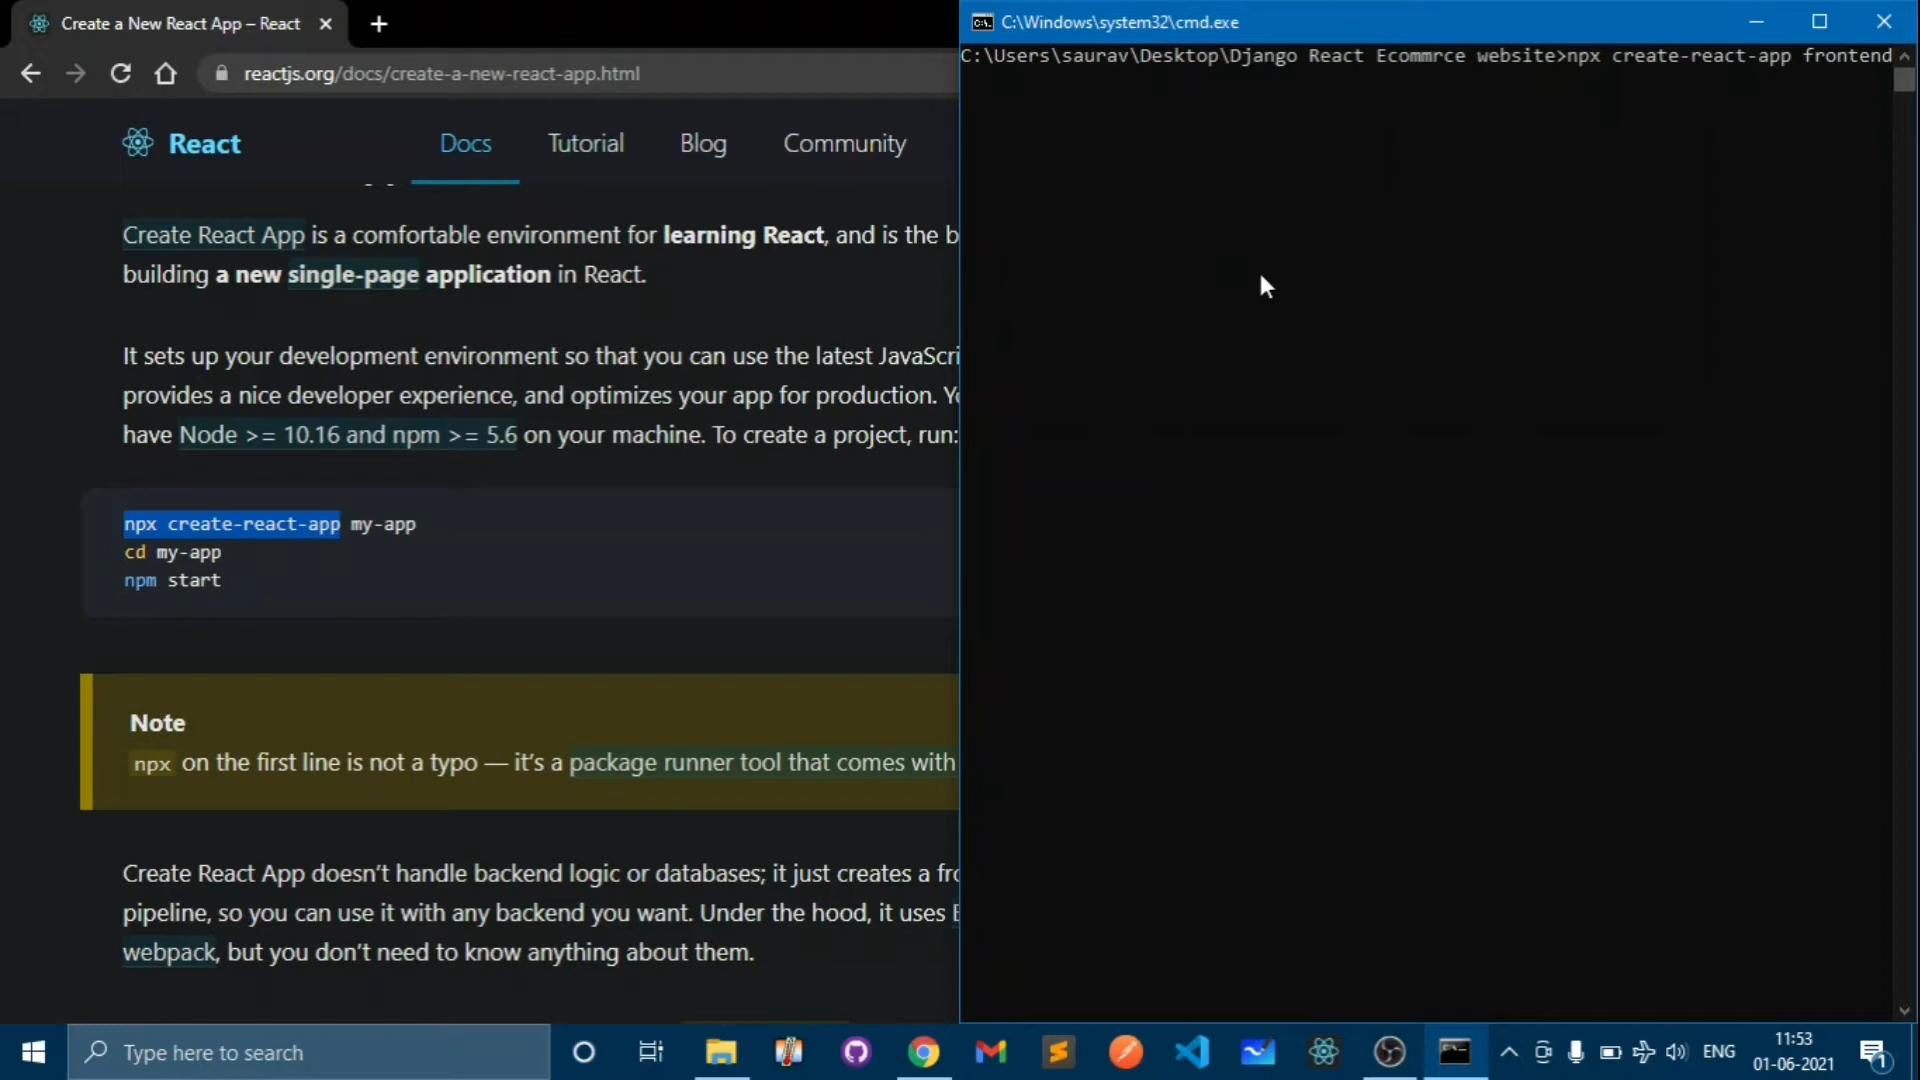 Create a New React App – React
reactjs.org/docs/create-a-new-react-app.html
React
Docs
Tutorial
Blog
Community
Create React App is a comfortable environment for learning React, and is the b
building a new single-page application in React.
It sets up your development environment so that you can use the latest JavaScri
provides a nice developer experience, and optimizes your app for production. Yo
have Node >= 10.16 and npm >= 5.6 on your machine. To create a project, run:
npx create-react-app my-app
cd my-app
npm start
Note
npx on the first line is not a typo — it's a package runner tool that comes with
Create React App doesn't handle backend logic or databases; it just creates a fro
pipeline, so you can use it with any backend you want. Under the hood, it uses
webpack, but you don't need to know anything about them.
C:\Windows\system32\cmd.exe
C:\Users\saurav\Desktop\Django React Ecommrce website>npx create-react-app frontend
Type here to search
ENG
11:53
01-06-2021
1